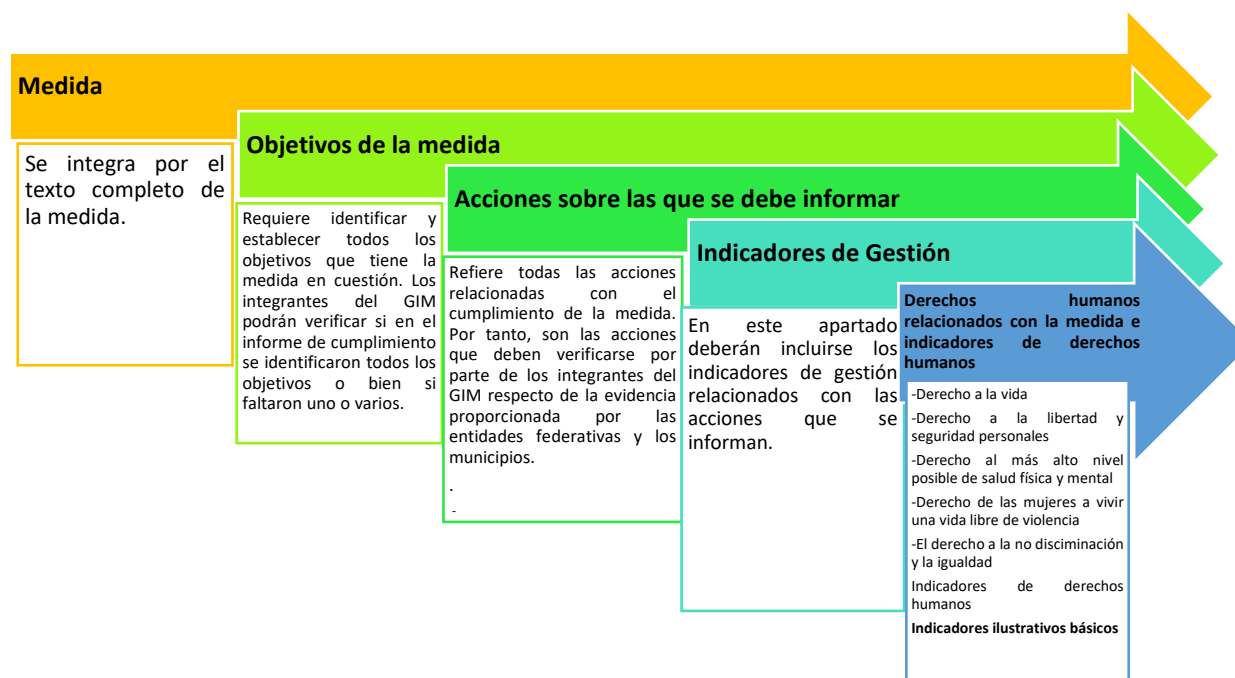 Medida
Se integra por el
texto completo de
la medida.
Objetivos de la medida
Requiere identificar y
establecer todos los
objetivos que tiene la
medida en cuestión. Los
integrantes del GIM
podrán verificar si en el
informe de cumplimiento
se identificaron todos los
objetivos o bien si
faltaron uno o varios.
Acciones sobre las que se debe informar
Refiere todas las acciones
relacionadas con el
cumplimiento de la medida.
Por tanto, son las acciones
que deben verificarse por
parte de los integrantes del
GIM respecto de la evidencia
proporcionada por las
entidades federativas y los
municipios.
.
-
Indicadores de Gestión
En este apartado
deberán incluirse los
indicadores de gestión
relacionados con las
acciones que se
informan.
Derechos humanos
relacionados con la medida e
indicadores de derechos
humanos
-Derecho a la vida
-Derecho a la libertad y
seguridad personales
-Derecho al más alto nivel
posible de salud física y mental
-Derecho de las mujeres a vivir
una vida libre de violencia
-El derecho a la no discriminación
y la igualdad
Indicadores de derechos
humanos
Indicadores ilustrativos básicos